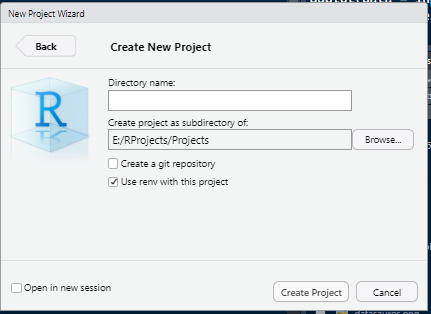 New Project Wizard
Back
Create New Project
R
Directory name:
Create project as subdirectory of:
E:/RProjects/Projects
Browse...
Create a git repository
Use renv with this project
Open in new session
Create Project
Cancel